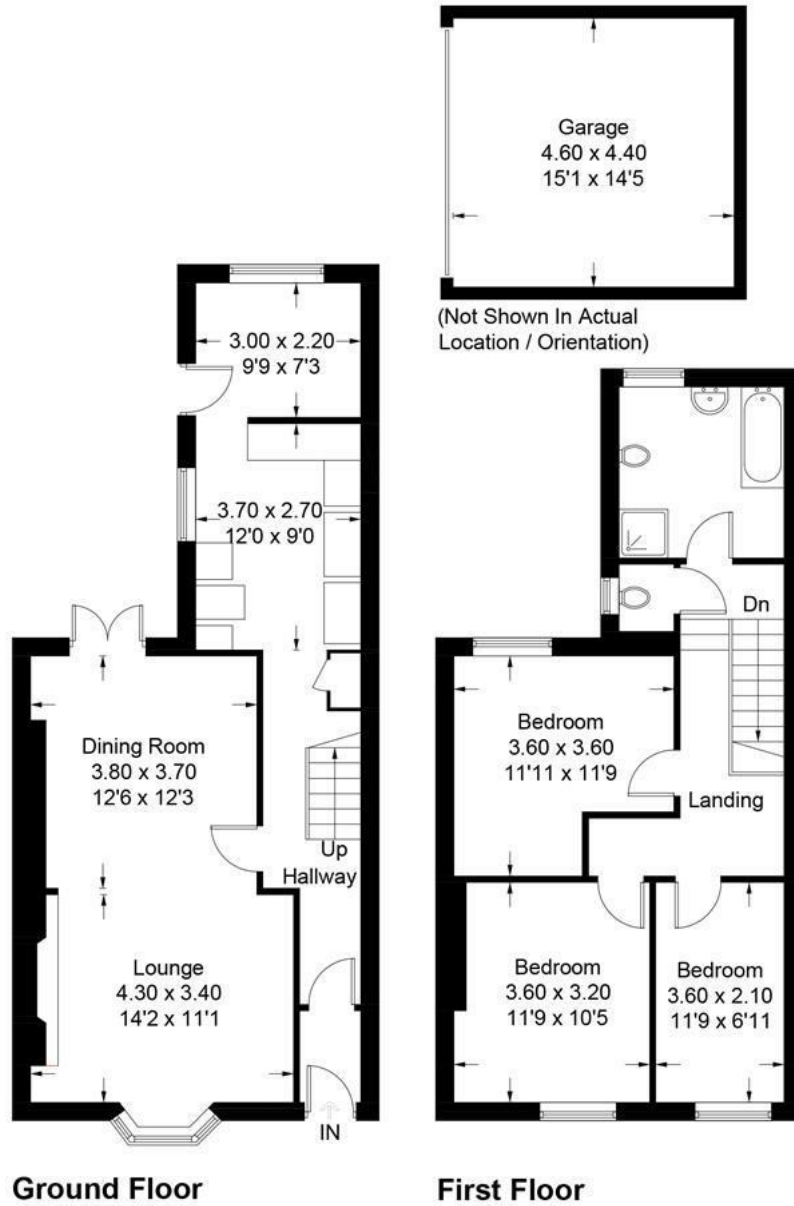 Garage
4.60 x 4.40
15'1 x 14'5
(Not Shown In Actual
Location / Orientation)
3.00 x 2.20
9'9 x 7'3
3.70 x 2.70
12'0 x 9'0
Dining Room
3.80 x 3.70
12'6 x 12'3
Up
Hallway
Lounge
4.30 x 3.40
14'2 x 11'1
IN
Ground Floor
Dn
Bedroom
3.60 x 3.60
11'11 x 11'9
Landing
Bedroom
3.60 x 3.20
11'9 x 10'5
Bedroom
3.60 x 2.10
11'9 x 6'11
First Floor